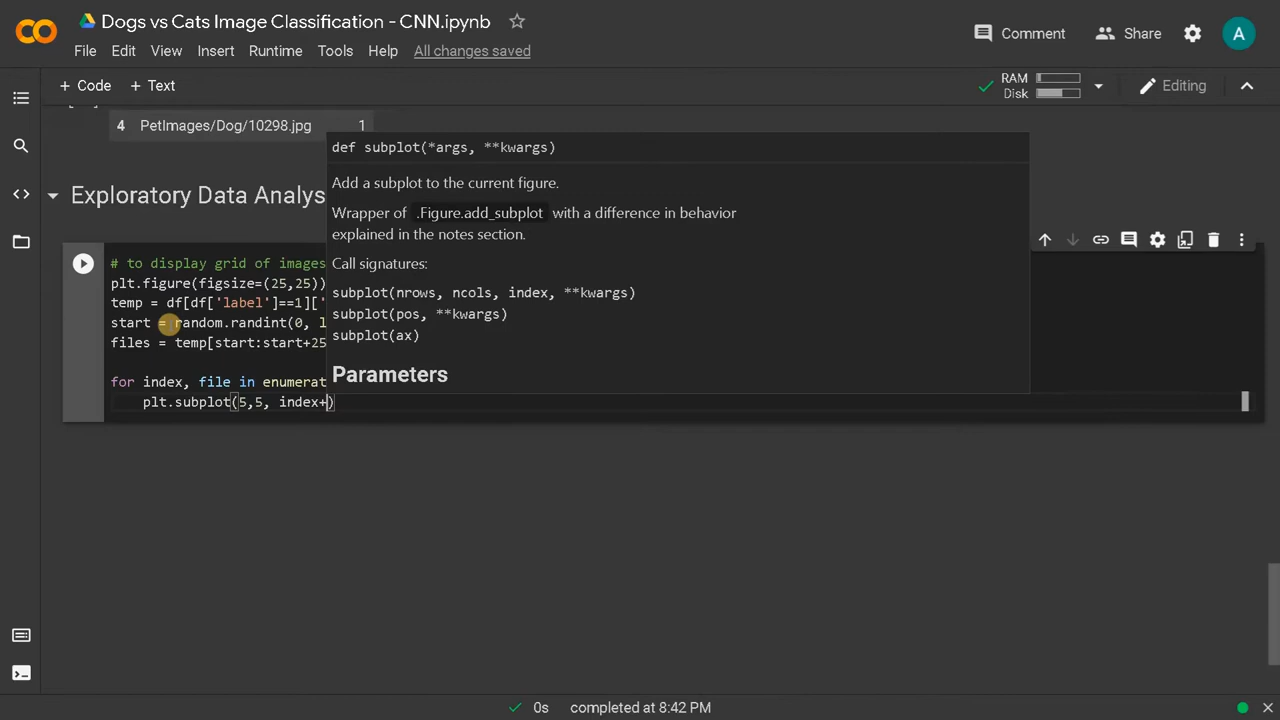 Dogs vs Cats Image Classification - CNN.ipynb
File Edit View Insert Runtime Tools Help All changes saved
Comment Share A
+ Code + Text
RAM
Disk
Editing
4 PetImages/Dog/10298.jpg 1
Exploratory Data Analys
def subplot(*args, **kwargs)
Add a subplot to the current figure.
Wrapper of .Figure.add_subplot with a difference in behavior
explained in the notes section.
Call signatures:
subplot(nrows, ncols, index, **kwargs)
subplot(pos, **kwargs)
subplot(ax)
Parameters
# to display grid of images
plt.figure(figsize=(25,25))
temp = df[df['label']==1]['
start = random.randint(0, l
files = temp[start:start+25
for index, file in enumerat
plt.subplot(5,5, index+)
0s completed at 8:42 PM